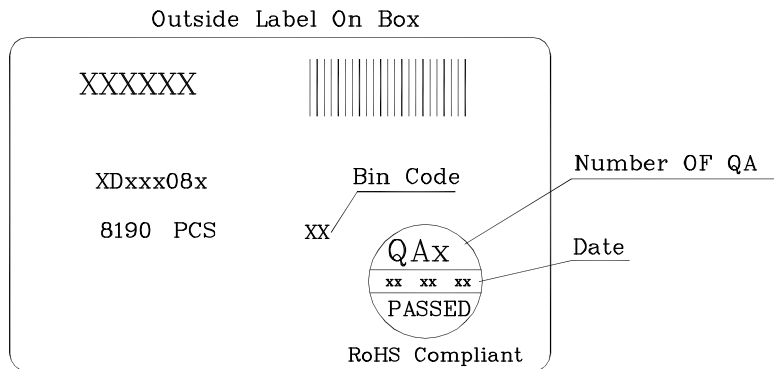 Outside Label On Box
XXXXXX
XDxxx08x
Bin Code
Number OF QA
8190 PCS
XX
QAx
Date
xx xx xx
PASSED
RoHS Compliant